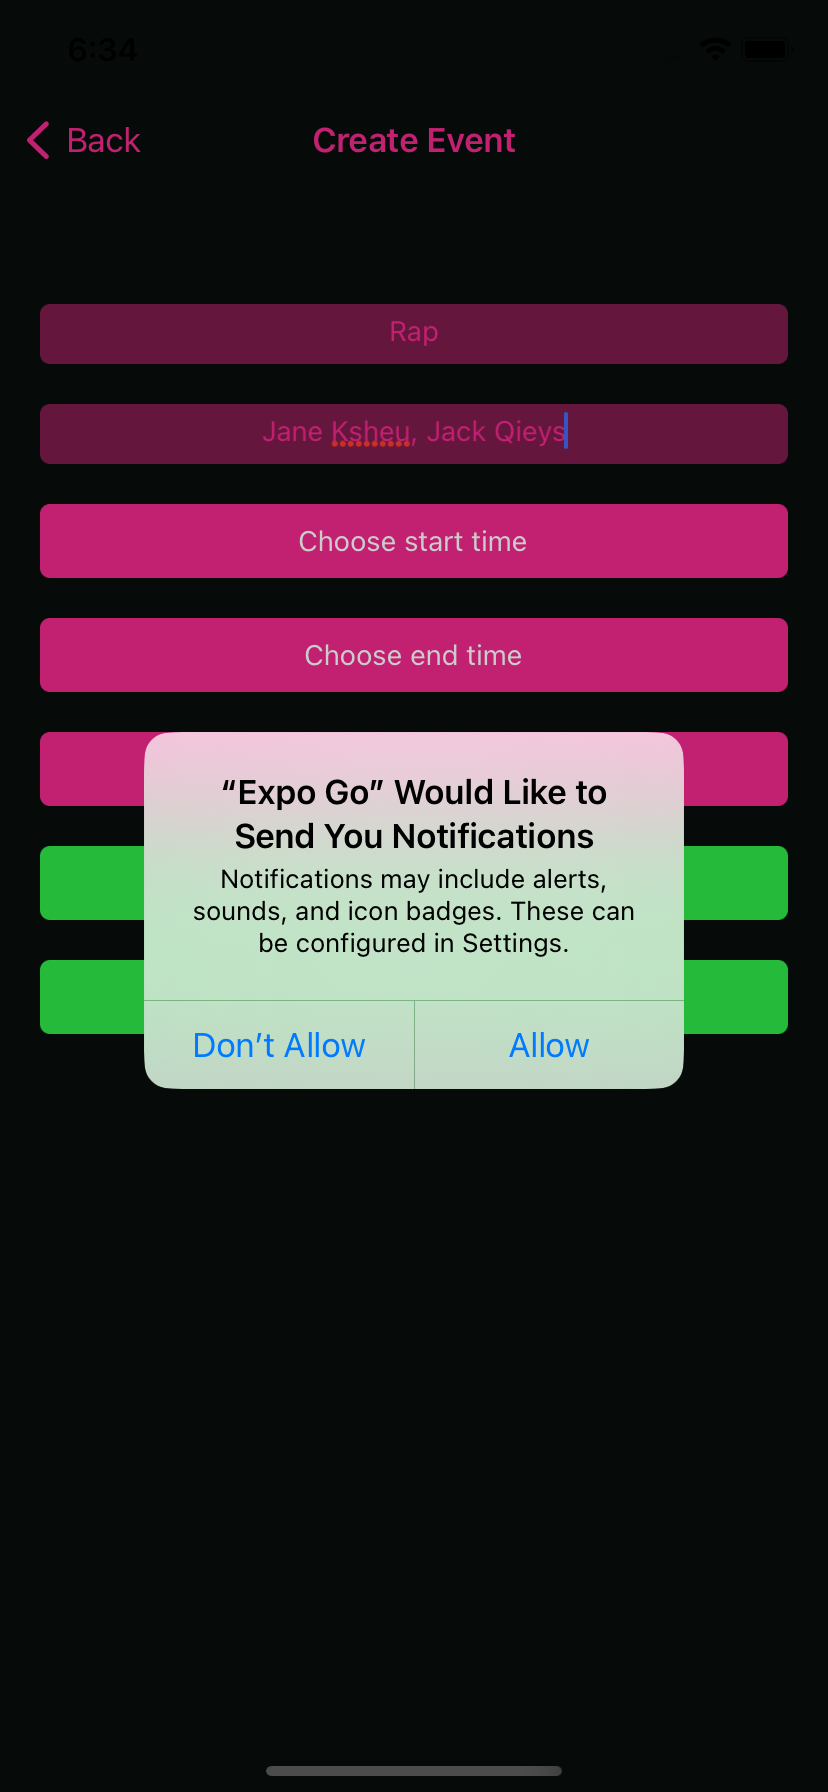 6:34
Back
Create Event
Rap
Jane Ksheu, Jack Qieys
Choose start time
Choose end time
“Expo Go” Would Like to
Send You Notifications
Notifications may include alerts,
sounds, and icon badges. These can
be configured in Settings.
Don’t Allow
Allow